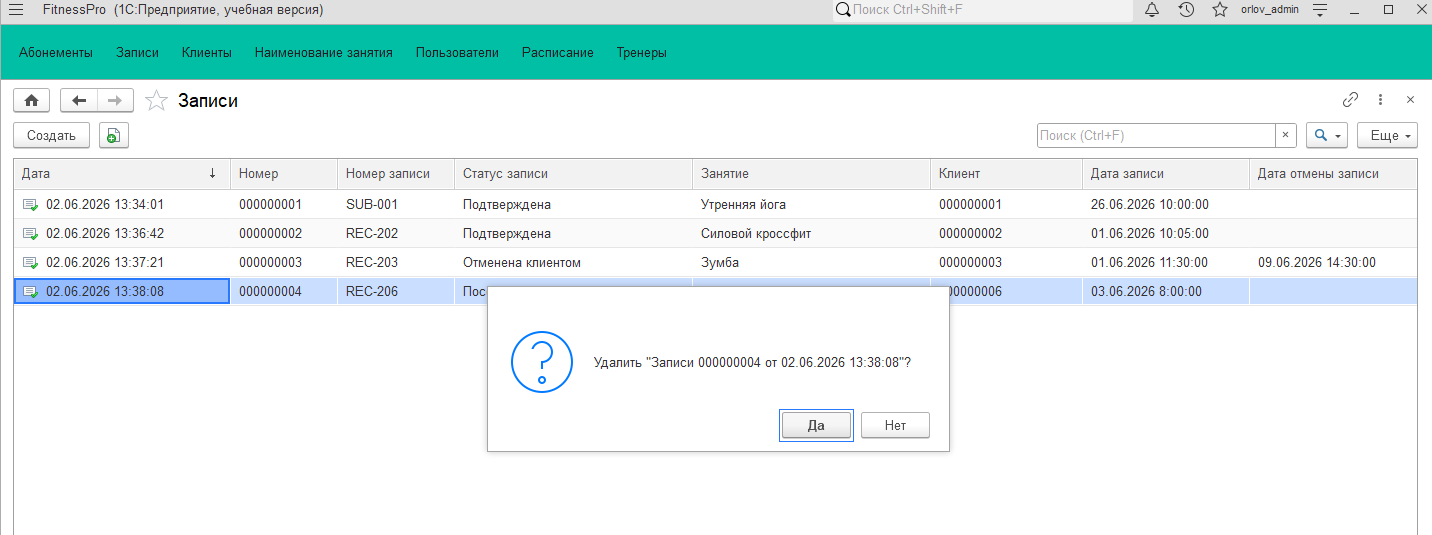 FitnessPro (1С:Предприятие, учебная версия) Поиск Ctrl+Shift+F orlov_admin
Абонементы Записи Клиенты Наименование занятия Пользователи Расписание Тренеры
Записи
Создать Поиск (Ctrl+F) × Еще
Дата ↓ Номер Номер записи Статус записи Занятие Клиент Дата записи Дата отмены записи
02.06.2026 13:34:01 000000001 SUB-001 Подтверждена Утренняя йога 000000001 26.06.2026 10:00:00
02.06.2026 13:36:42 000000002 REC-202 Подтверждена Силовой кроссфит 000000002 01.06.2026 10:05:00
02.06.2026 13:37:21 000000003 REC-203 Отменена клиентом Зумба 000000003 01.06.2026 11:30:00 09.06.2026 14:30:00
02.06.2026 13:38:08 000000004 REC-206 00000006 03.06.2026 8:00:00
Удалить "Записи 000000004 от 02.06.2026 13:38:08"?
Да Нет